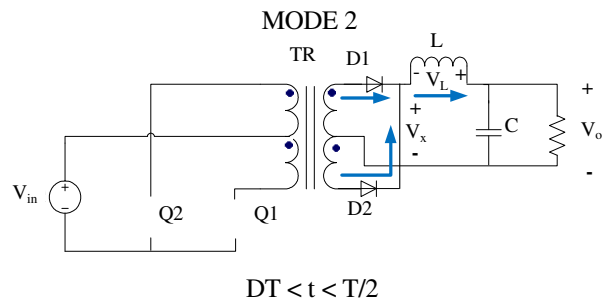 MODE 2
TR
D1
L
- V_L +
+
V_x
-
C
+
V_o
-
V_in
+
−
Q2
Q1
D2
DT < t < T/2